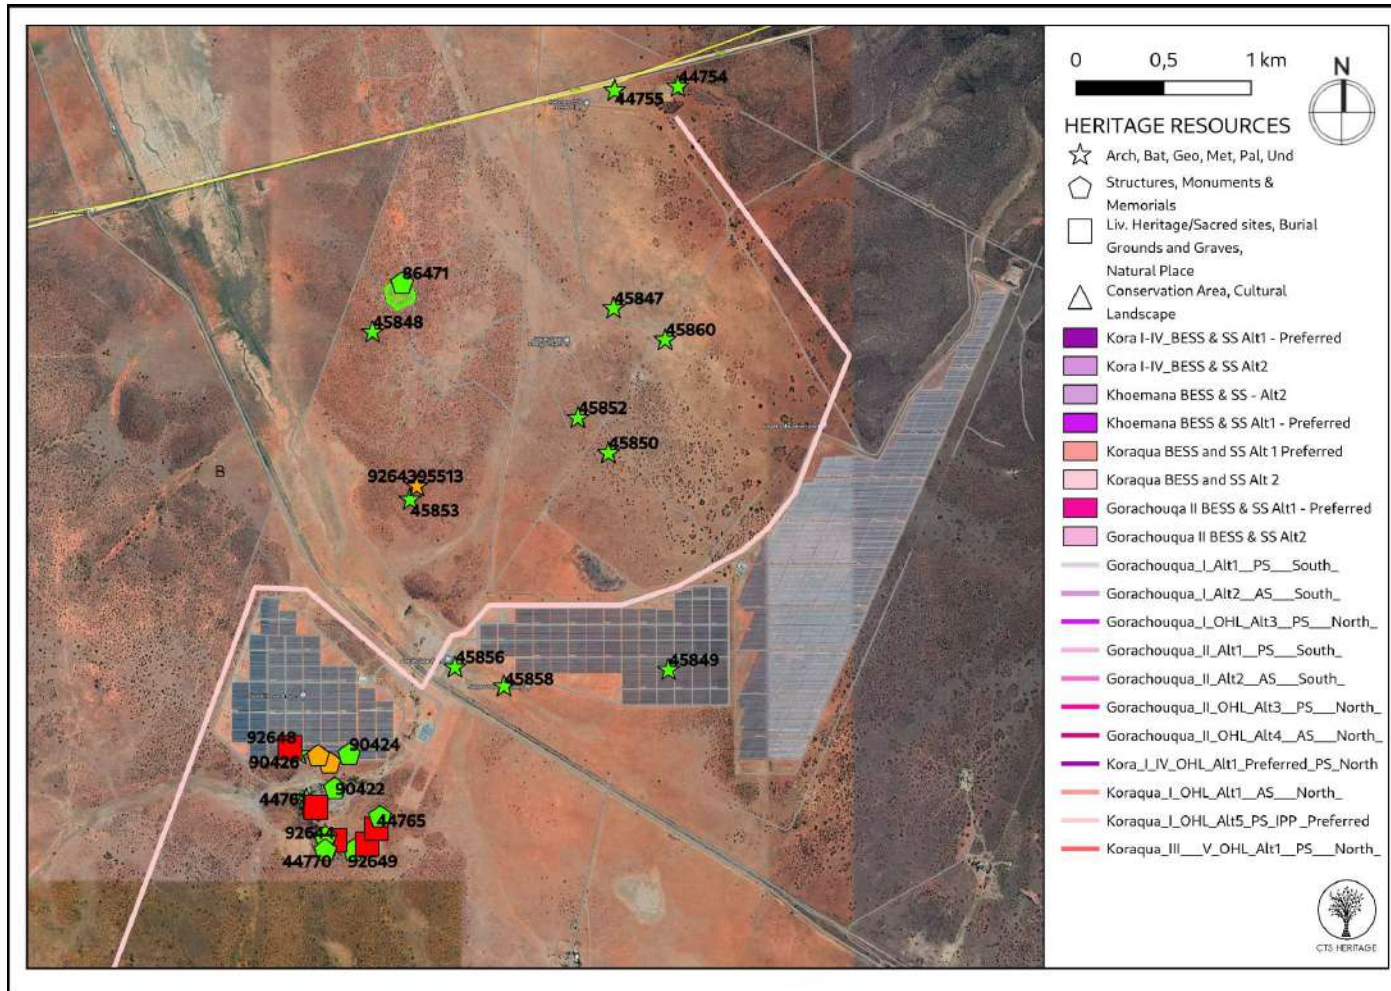 44754
44755
86471
45848
45847
45860
45852
45850
9264395513
45853
B
45856
45858
45849
92648
90426
90424
90422
4476
44765
92644
44770
92649
0 0,5 1 km
N
HERITAGE RESOURCES
Arch, Bat, Geo, Met, Pal, Und
Structures, Monuments &
Memorials
Liv. Heritage/Sacred sites, Burial
Grounds and Graves,
Natural Place
Conservation Area, Cultural
Landscape
Kora I-IV_BESS & SS Alt1 - Preferred
Kora I-IV_BESS & SS Alt2
Khoemana BESS & SS - Alt2
Khoemana BESS & SS Alt1 - Preferred
Koraqua BESS and SS Alt 1 Preferred
Koraqua BESS and SS Alt 2
Gorachouqa II BESS & SS Alt1 - Preferred
Gorachouqua II BESS & SS Alt2
Gorachouqua_I_Alt1__PS___South_
Gorachouqua_I_Alt2__AS___South_
Gorachouqua_I_OHL_Alt3__PS___North_
Gorachouqua_II_Alt1__PS___South_
Gorachouqua_II_Alt2__AS___South_
Gorachouqua_II_OHL_Alt3__PS___North_
Gorachouqua_II_OHL_Alt4__AS___North_
Kora_I_IV_OHL_Alt1_Preferred_PS_North
Koraqua_I_OHL_Alt1__AS___North_
Koraqua_I_OHL_Alt5_PS_IPP_Preferred
Koraqua_III___V_OHL_Alt1__PS___North_
CTS HERITAGE